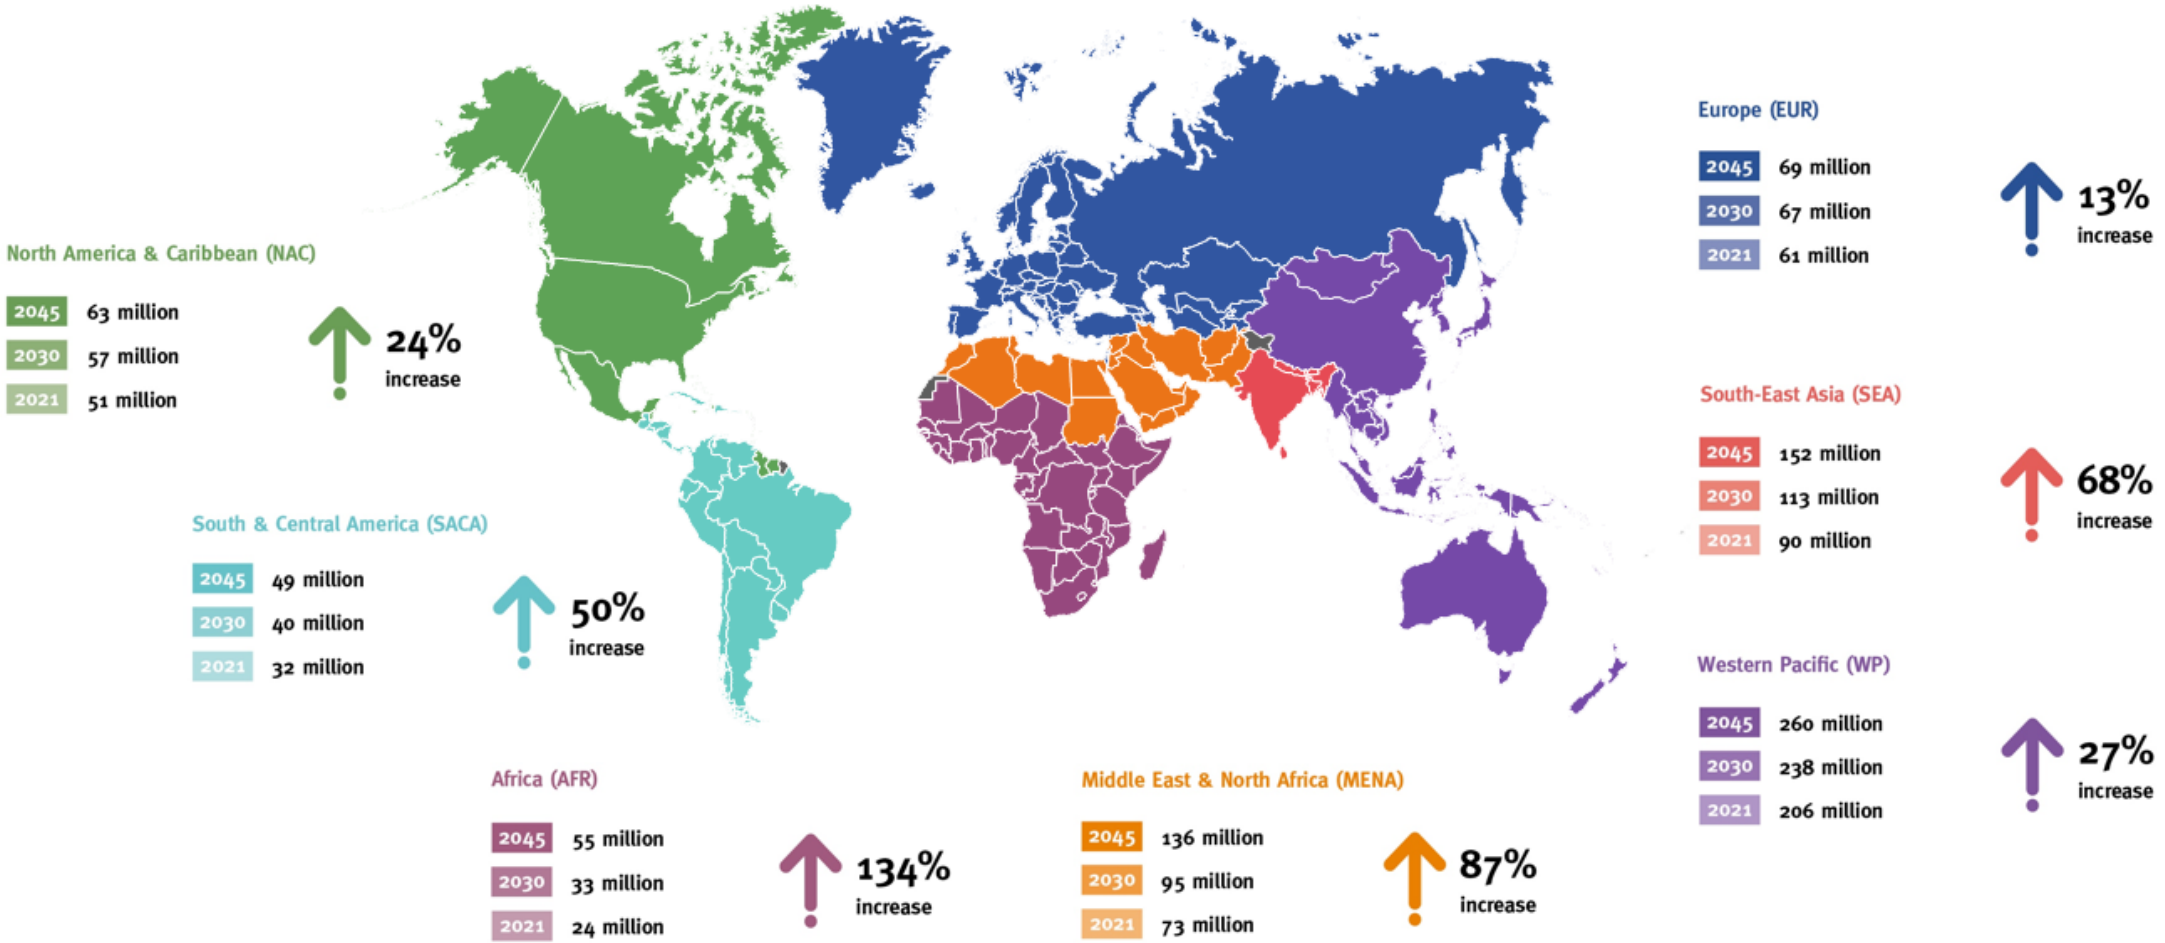 North America & Caribbean (NAC)
2045 63 million
2030 57 million
2021 51 million
24%
increase
South & Central America (SACA)
2045 49 million
2030 40 million
2021 32 million
50%
increase
Africa (AFR)
2045 55 million
2030 33 million
2021 24 million
134%
increase
Middle East & North Africa (MENA)
2045 136 million
2030 95 million
2021 73 million
87%
increase
Europe (EUR)
2045 69 million
2030 67 million
2021 61 million
13%
increase
South-East Asia (SEA)
2045 152 million
2030 113 million
2021 90 million
68%
increase
Western Pacific (WP)
2045 260 million
2030 238 million
2021 206 million
27%
increase